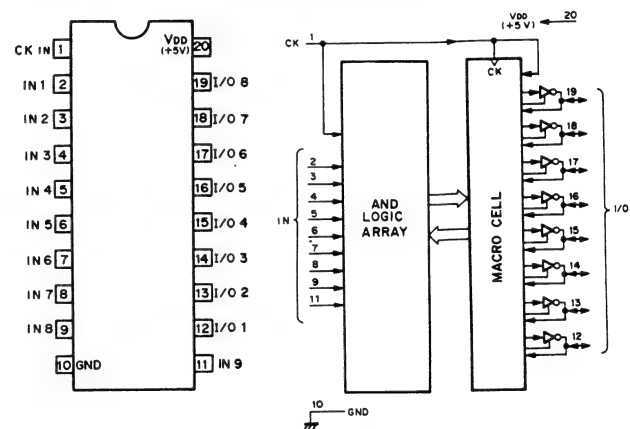 CK IN 1
VDD
(+5V)
20
IN 1 2
19 I/O 8
IN 2 3
18 I/O 7
IN 3 4
17 I/O 6
IN 4 5
16 I/O 5
IN 5 6
15 I/O 4
IN 6 7
14 I/O 3
IN 7 8
13 I/O 2
IN 8 9
12 I/O 1
10 GND
11 IN 9
VDD
(+5V)
20
CK
1
CK
IN
2
3
4
5
6
7
8
9
11
AND
LOGIC
ARRAY
MACRO CELL
19
18
17
16
15
14
13
12
I/O
10
GND